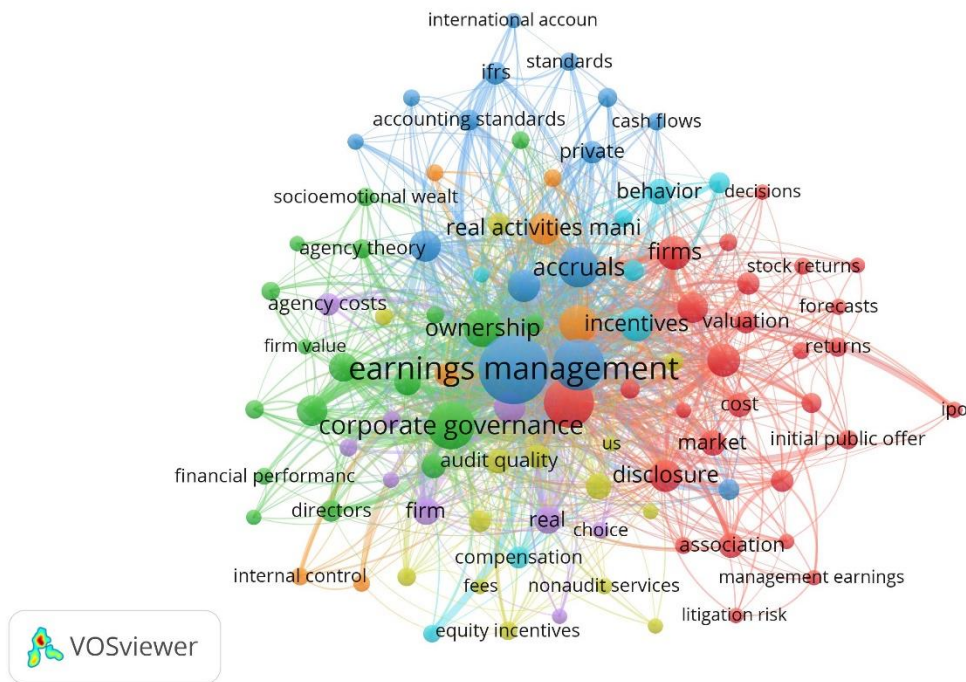 international accoun
standards
ifrs
accounting standards
cash flows
private
socioemotional wealt
behavior
decisions
real activities mani
agency theory
firms
accruals
stock returns
agency costs
forecasts
ownership
incentives
valuation
firm value
returns
earnings management
cost
ipo
corporate governance
us
market
initial public offer
audit quality
financial performanc
disclosure
directors
firm
real
choice
association
compensation
internal control
fees
nonaudit services
management earnings
litigation risk
equity incentives
VOSviewer